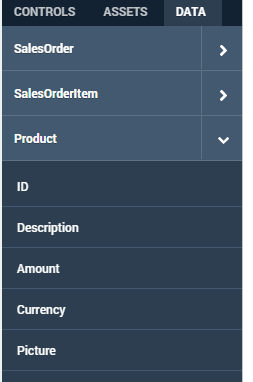 CONTROLS ASSETS DATA
SalesOrder
SalesOrderItem
Product
ID
Description
Amount
Currency
Picture